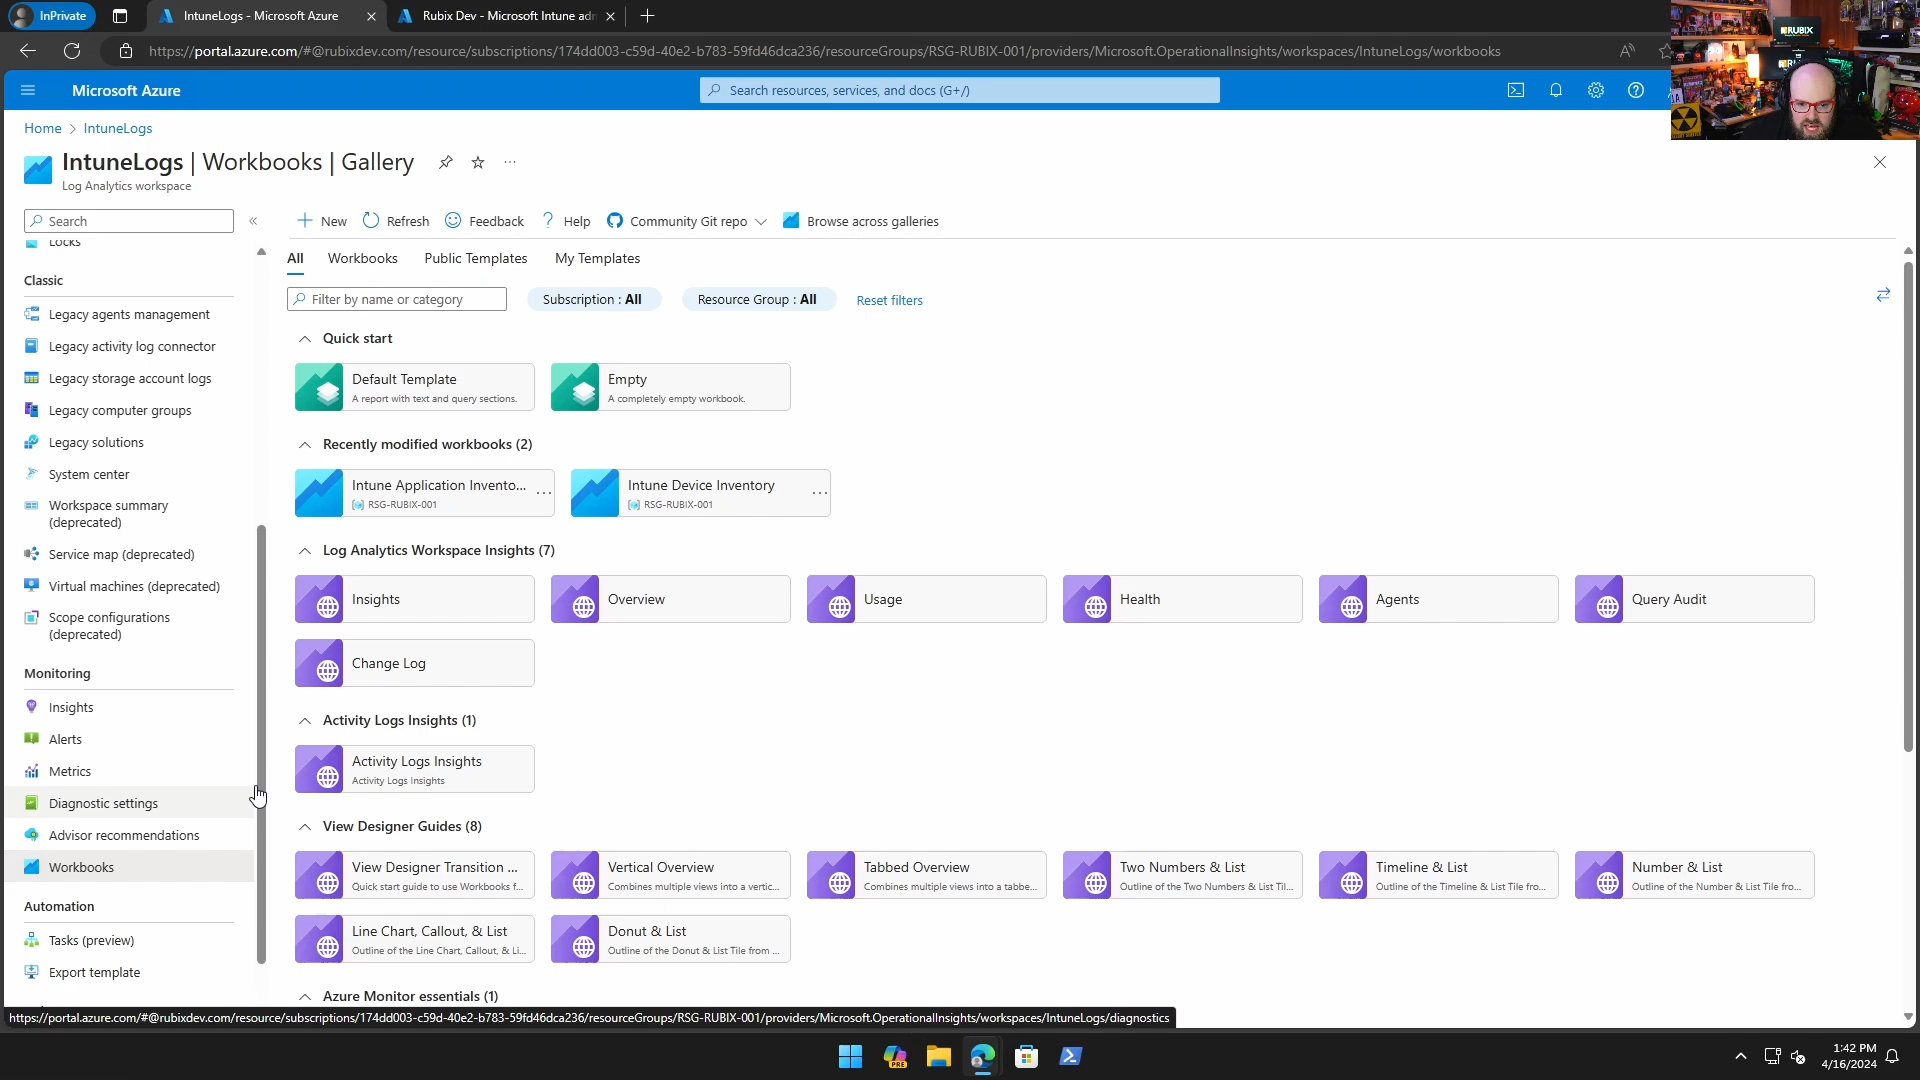 InPrivate
IntuneLogs - Microsoft Azure
Rubix Dev - Microsoft Intune adn
https://portal.azure.com/#@rubixdev.com/resource/subscriptions/174dd003-c59d-40e2-b783-59fd46dca236/resourceGroups/RSG-RUBIX-001/providers/Microsoft.OperationalInsights/workspaces/IntuneLogs/workbooks
RUBIX
Microsoft Azure
Search resources, services, and docs (G+/)
Home > IntuneLogs
IntuneLogs | Workbooks | Gallery
Log Analytics workspace
Search
New
Refresh
Feedback
Help
Community Git repo
Browse across galleries
Locks
Classic
Legacy agents management
Legacy activity log connector
Legacy storage account logs
Legacy computer groups
Legacy solutions
System center
Workspace summary
(deprecated)
Service map (deprecated)
Virtual machines (deprecated)
Scope configurations
(deprecated)
Monitoring
Insights
Alerts
Metrics
Diagnostic settings
Advisor recommendations
Workbooks
Automation
Tasks (preview)
Export template
All
Workbooks
Public Templates
My Templates
Filter by name or category
Subscription : All
Resource Group : All
Reset filters
Quick start
Default Template
A report with text and query sections.
Empty
A completely empty workbook.
Recently modified workbooks (2)
Intune Application Invento...
RSG-RUBIX-001
Intune Device Inventory
RSG-RUBIX-001
Log Analytics Workspace Insights (7)
Insights
Overview
Usage
Health
Agents
Query Audit
Change Log
Activity Logs Insights (1)
Activity Logs Insights
Activity Logs Insights
View Designer Guides (8)
View Designer Transition ...
Quick start guide to use Workbooks f...
Vertical Overview
Combines multiple views into a vertic...
Tabbed Overview
Combines multiple views into a tabbe...
Two Numbers & List
Outline of the Two Numbers & List Til...
Timeline & List
Outline of the Timeline & List Tile fro...
Number & List
Outline of the Number & List Tile fro...
Line Chart, Callout, & List
Outline of the Line Chart, Callout, & Li...
Donut & List
Outline of the Donut & List Tile from ...
Azure Monitor essentials (1)
https://portal.azure.com/#@rubixdev.com/resource/subscriptions/174dd003-c59d-40e2-b783-59fd46dca236/resourceGroups/RSG-RUBIX-001/providers/Microsoft.OperationalInsights/workspaces/IntuneLogs/diagnostics
PRE
1:42 PM
4/16/2024